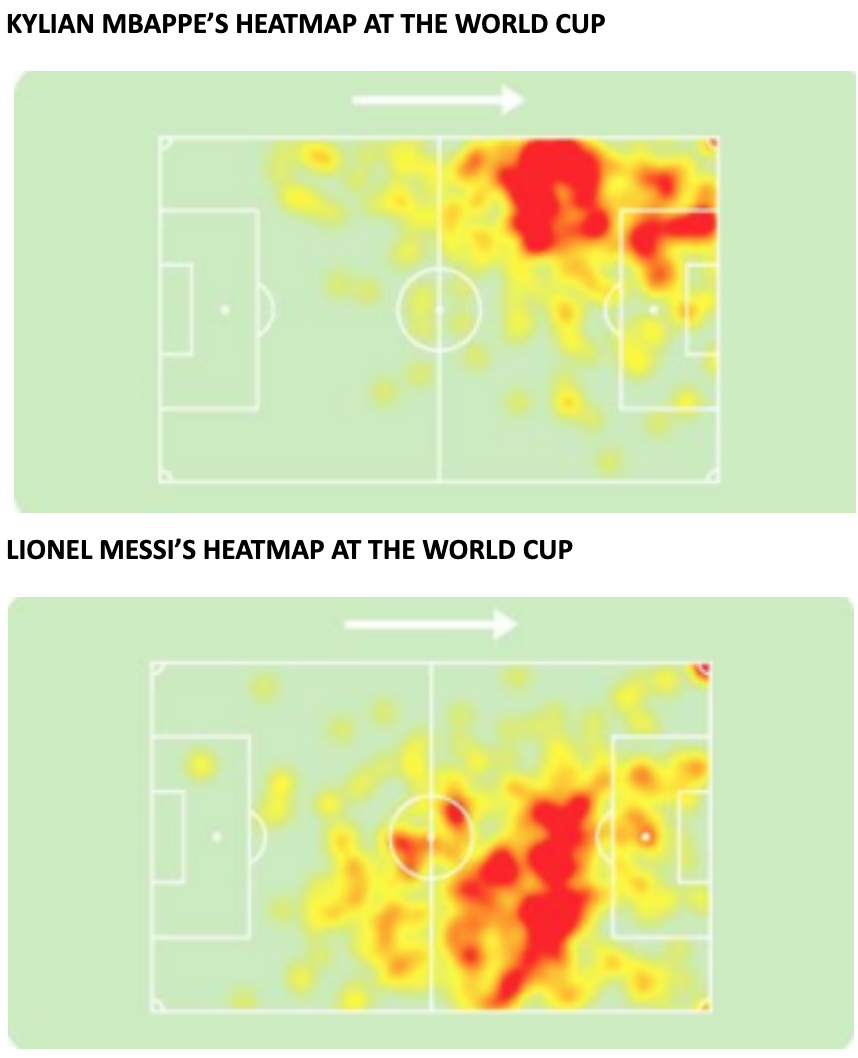 KYLIAN MBAPPE’S HEATMAP AT THE WORLD CUP
LIONEL MESSI’S HEATMAP AT THE WORLD CUP